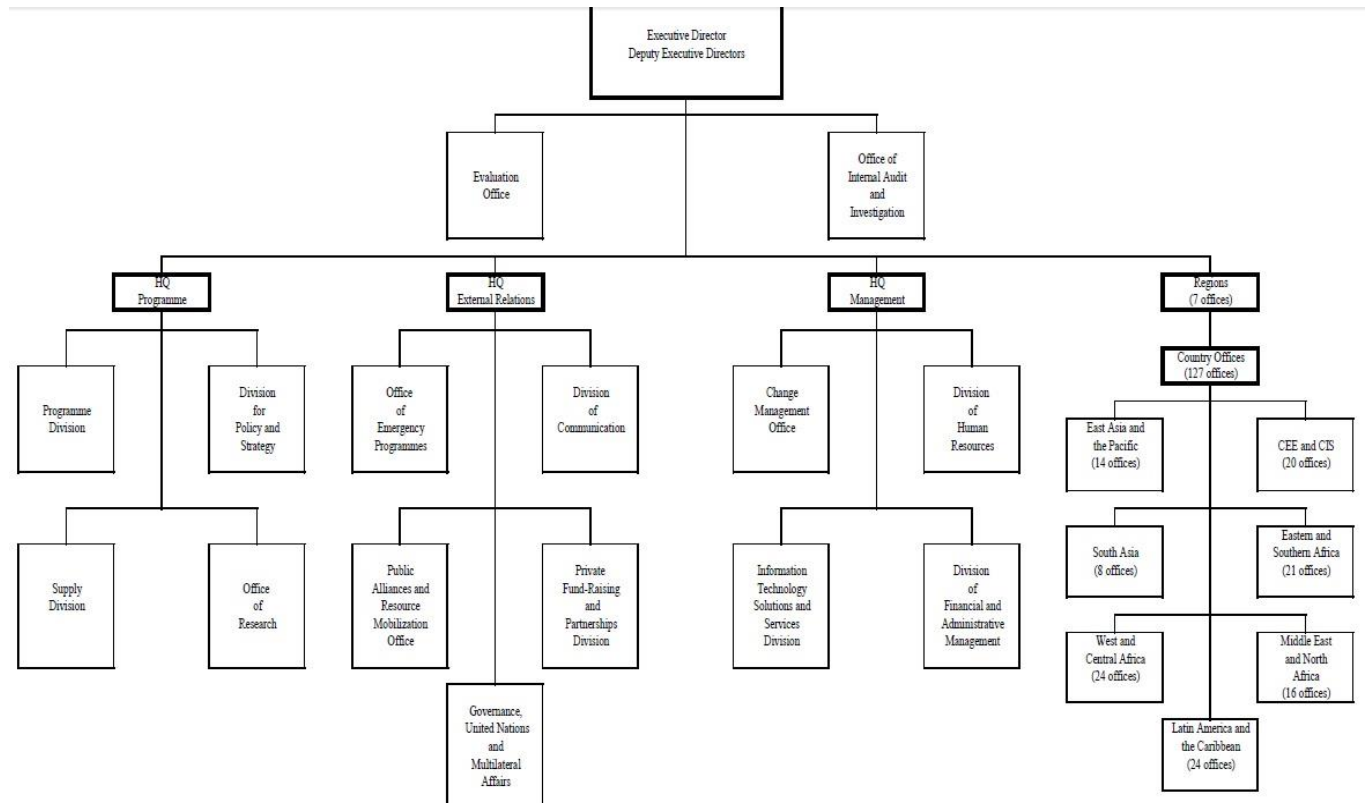 Executive Director
Deputy Executive Directors
Evaluation
Office
Office of
Internal Audit
and
Investigation
HQ
Programme
HQ
External Relations
HQ
Management
Regions
(7 offices)
Country Offices
(127 offices)
Programme
Division
Division
for
Policy and
Strategy
Office
of
Emergency
Programmes
Division
of
Communication
Change
Management
Office
Division
of
Human
Resources
East Asia and
the Pacific
(14 offices)
CEE and CIS
(20 offices)
Supply
Division
Office
of
Research
Public
Alliances and
Resource
Mobilization
Office
Private
Fund-Raising
and
Partnerships
Division
Information
Technology
Solutions and
Services
Division
Division
of
Financial and
Administrative
Management
South Asia
(8 offices)
Eastern and
Southern Africa
(21 offices)
West and
Central Africa
(24 offices)
Middle East
and North
Africa
(16 offices)
Governance,
United Nations
and
Multilateral
Affairs
Latin America and
the Caribbean
(24 offices)